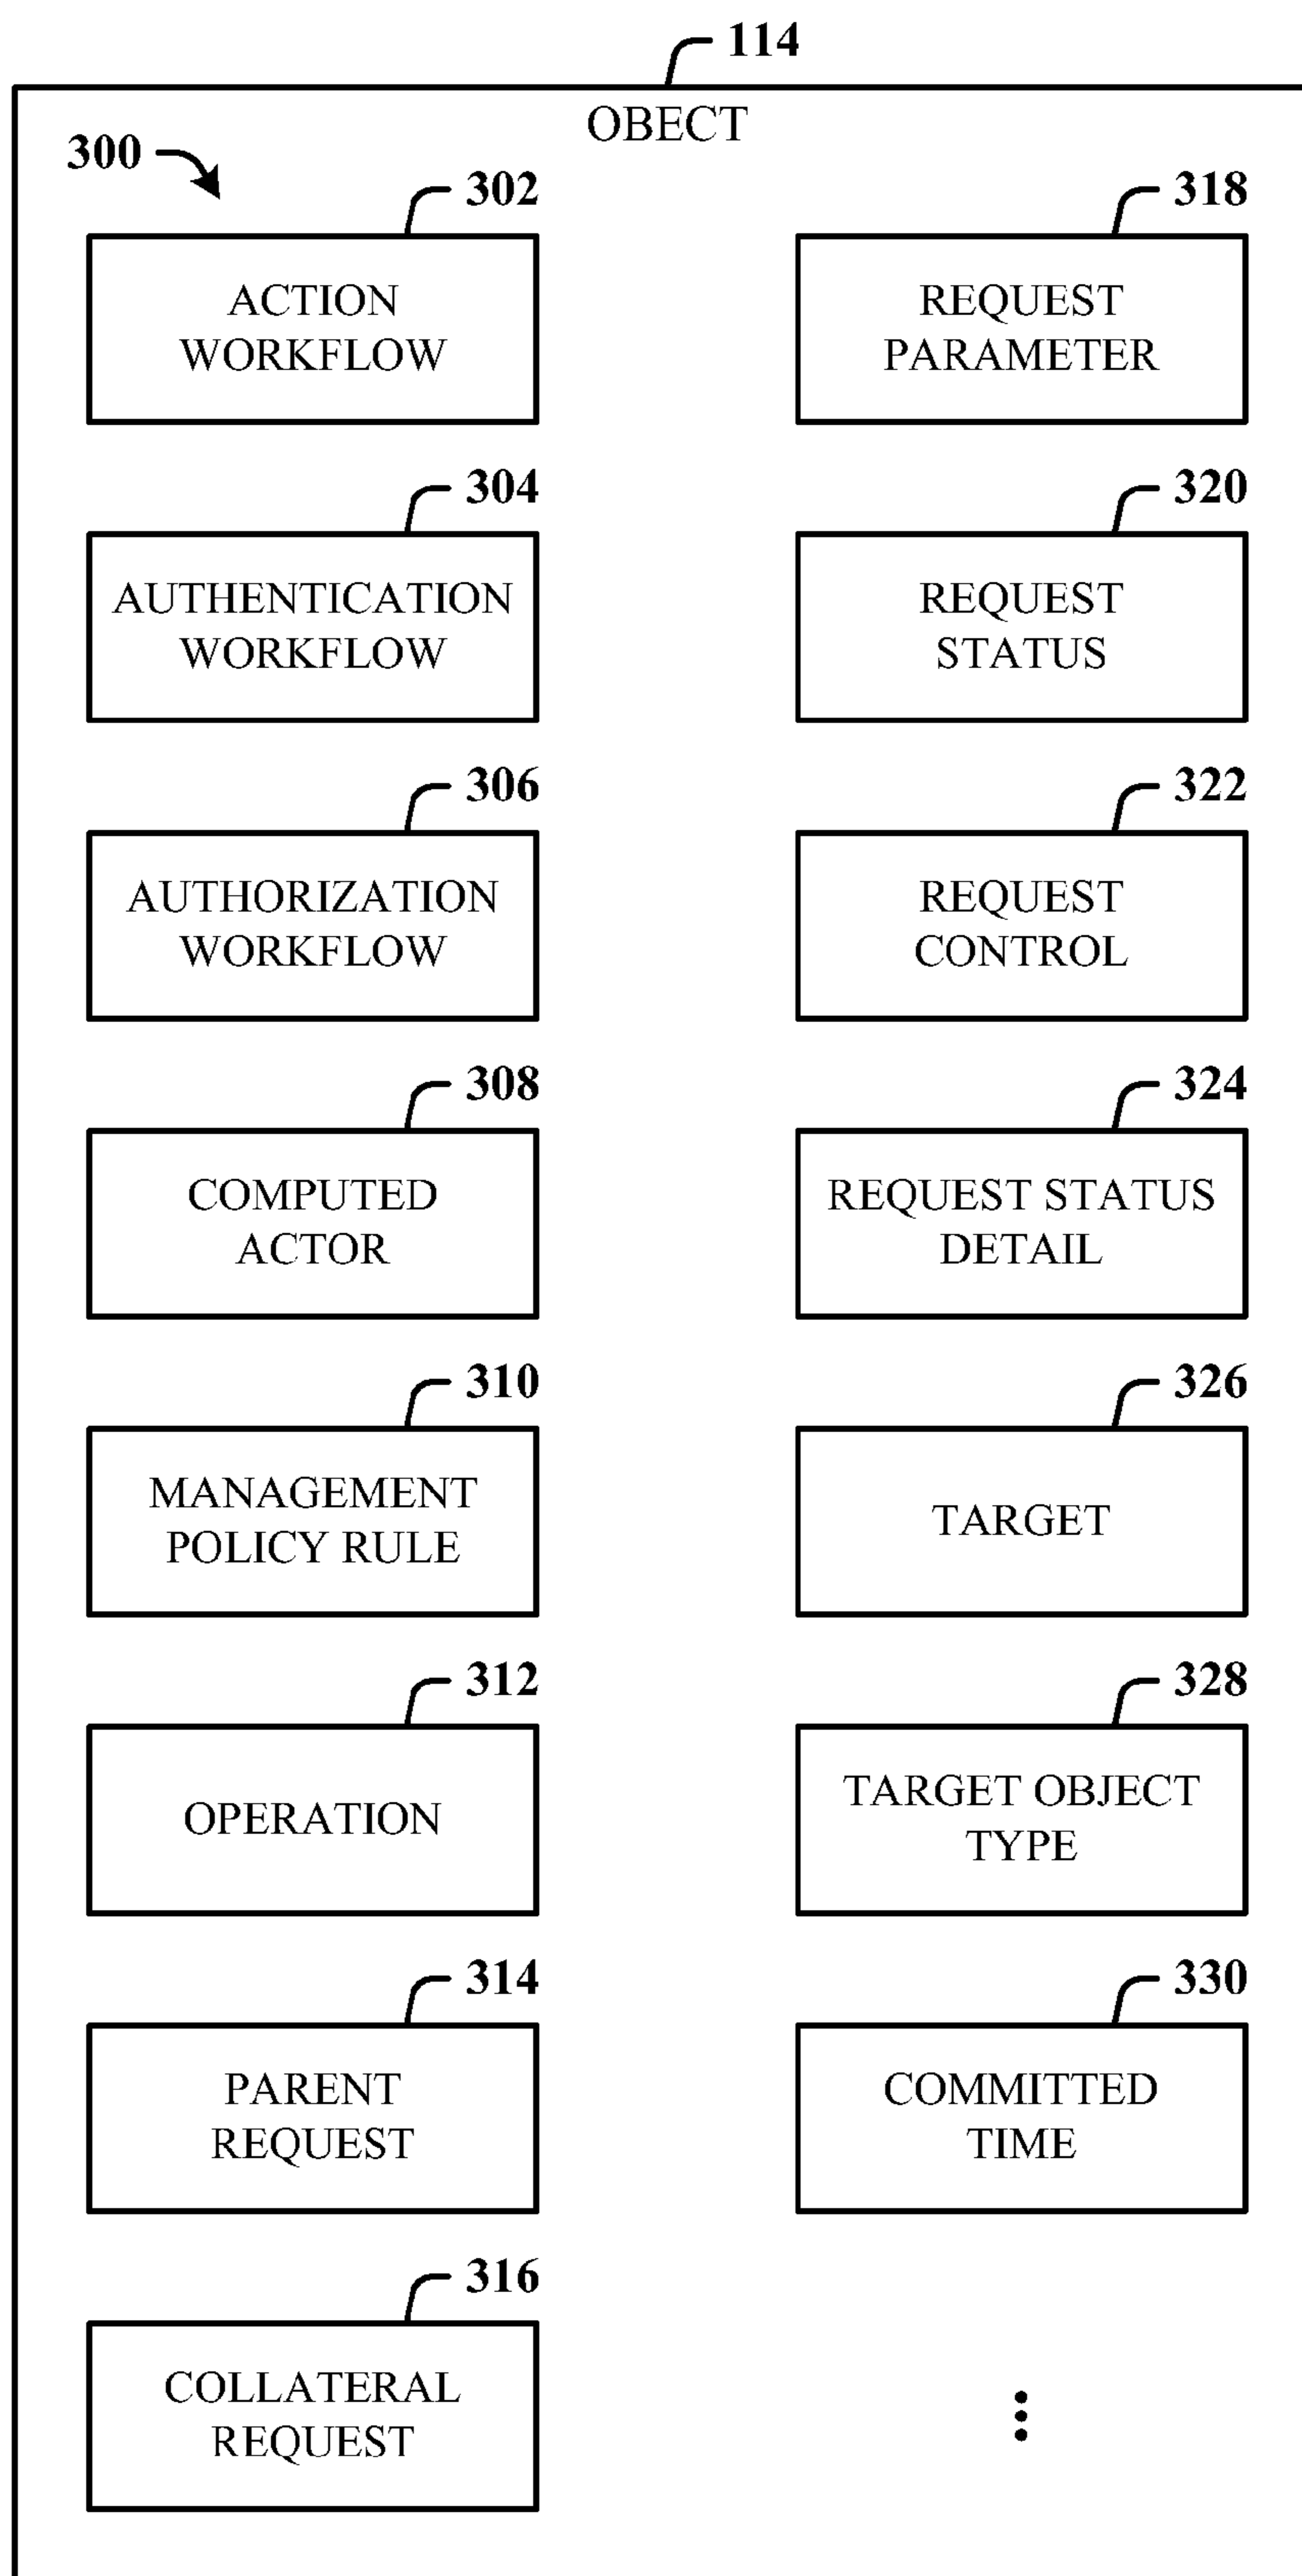 114
OBECT
300
302
ACTION
WORKFLOW
304
AUTHENTICATION
WORKFLOW
306
AUTHORIZATION
WORKFLOW
308
COMPUTED
ACTOR
310
MANAGEMENT
POLICY RULE
312
OPERATION
314
PARENT
REQUEST
316
COLLATERAL
REQUEST
318
REQUEST
PARAMETER
320
REQUEST
STATUS
322
REQUEST
CONTROL
324
REQUEST STATUS
DETAIL
326
TARGET
328
TARGET OBJECT
TYPE
330
COMMITTED
TIME